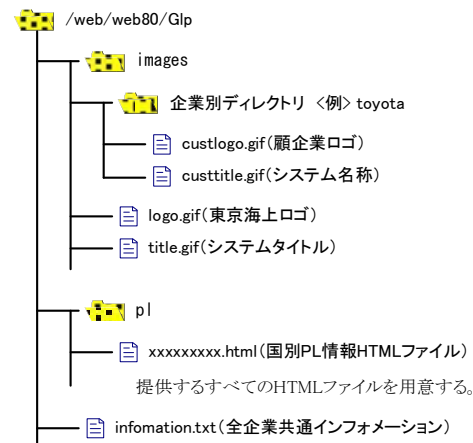 /web/web80/Glp
images
企業別ディレクトリ <例> toyota
custlogo.gif(顧企業ロゴ)
custtitle.gif(システム名称)
logo.gif(東京海上ロゴ)
title.gif(システムタイトル)
pl
xxxxxxxxx.html(国別PL情報HTMLファイル)
提供するすべてのHTMLファイルを用意する。
infomation.txt(全企業共通インフォメーション)